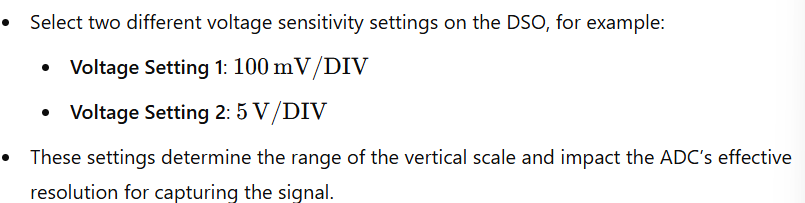 • Select two different voltage sensitivity settings on the DSO, for example:
• Voltage Setting 1: 100 mV/DIV
• Voltage Setting 2: 5 V/DIV
• These settings determine the range of the vertical scale and impact the ADC's effective
resolution for capturing the signal.